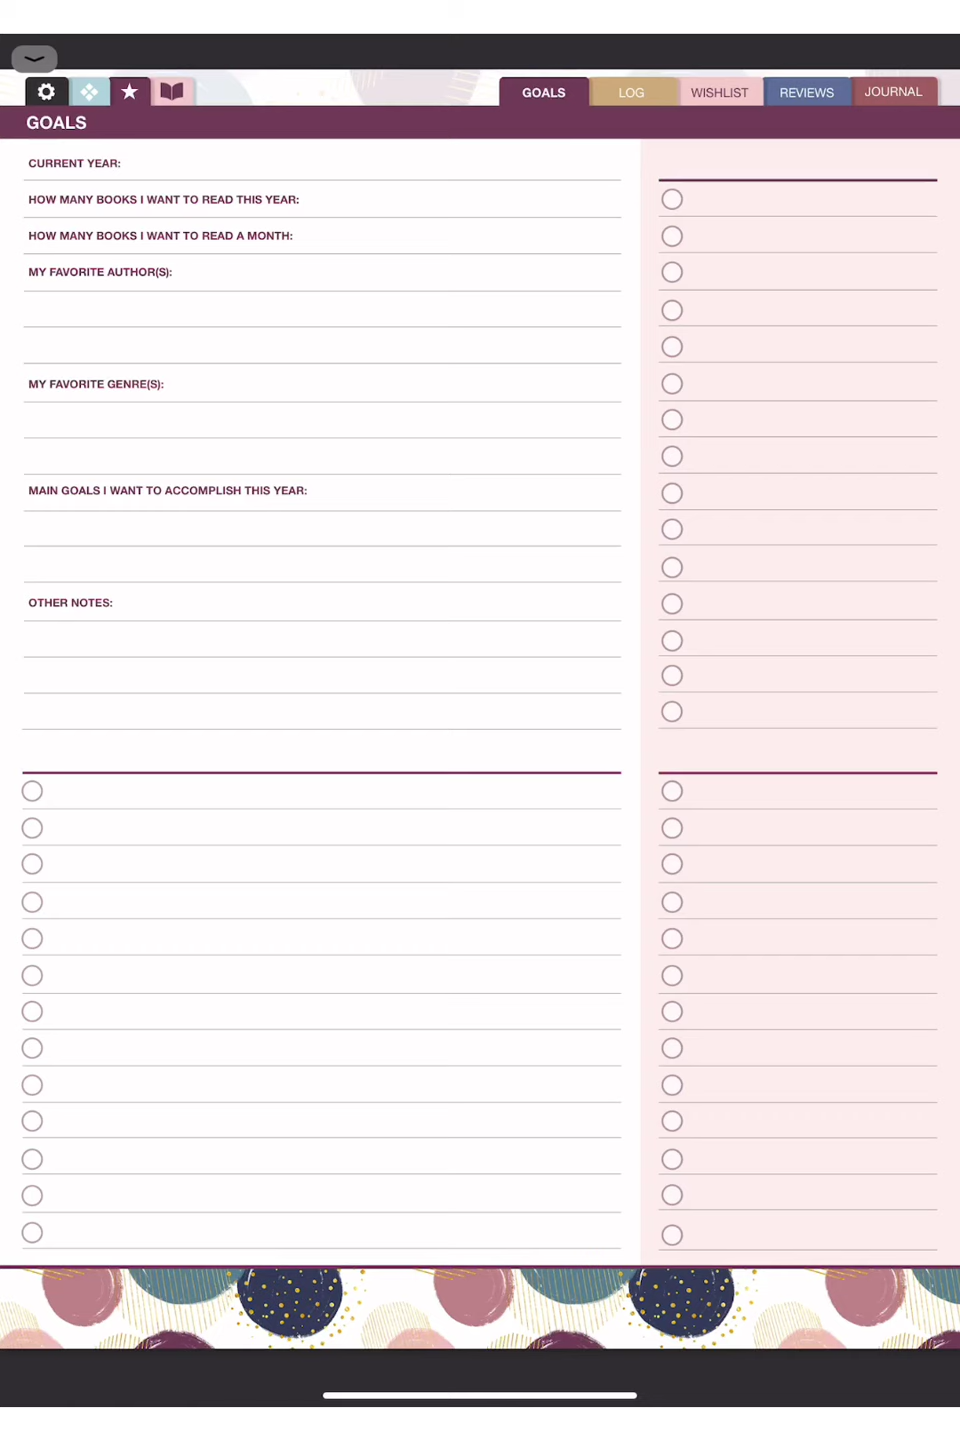 GOALS LOG WISHLIST REVIEWS JOURNAL
GOALS
CURRENT YEAR:
HOW MANY BOOKS I WANT TO READ THIS YEAR:
HOW MANY BOOKS I WANT TO READ A MONTH:
MY FAVORITE AUTHOR(S):
MY FAVORITE GENRE(S):
MAIN GOALS I WANT TO ACCOMPLISH THIS YEAR:
OTHER NOTES: